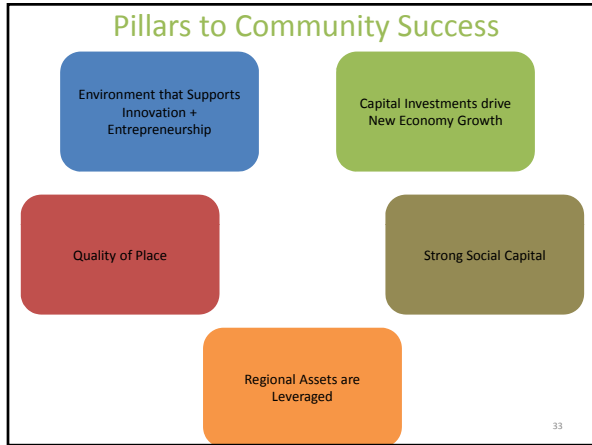 Pillars to Community Success
Environment that Supports
Innovation +
Entrepreneurship
Capital Investments drive
New Economy Growth
Quality of Place
Strong Social Capital
Regional Assets are
Leveraged
33